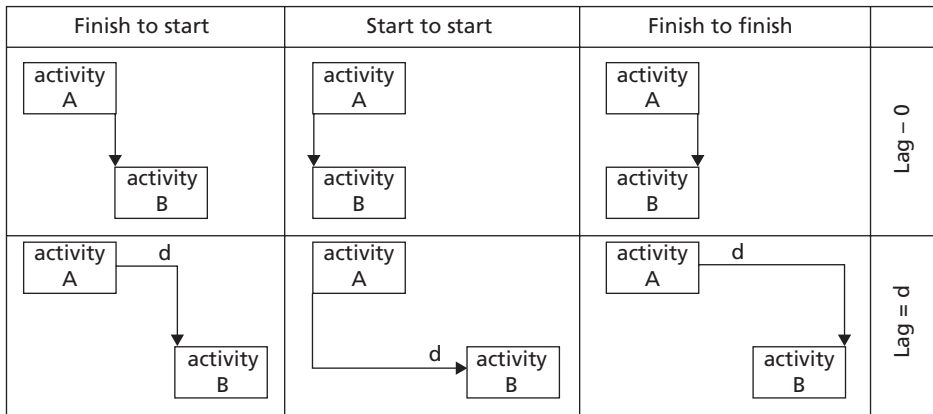 Finish to start
Start to start
Finish to finish
activity
A
activity
A
activity
A
activity
B
activity
B
activity
B
Lag – 0
activity
A
d
activity
A
activity
A
d
activity
B
d
activity
B
activity
B
Lag = d